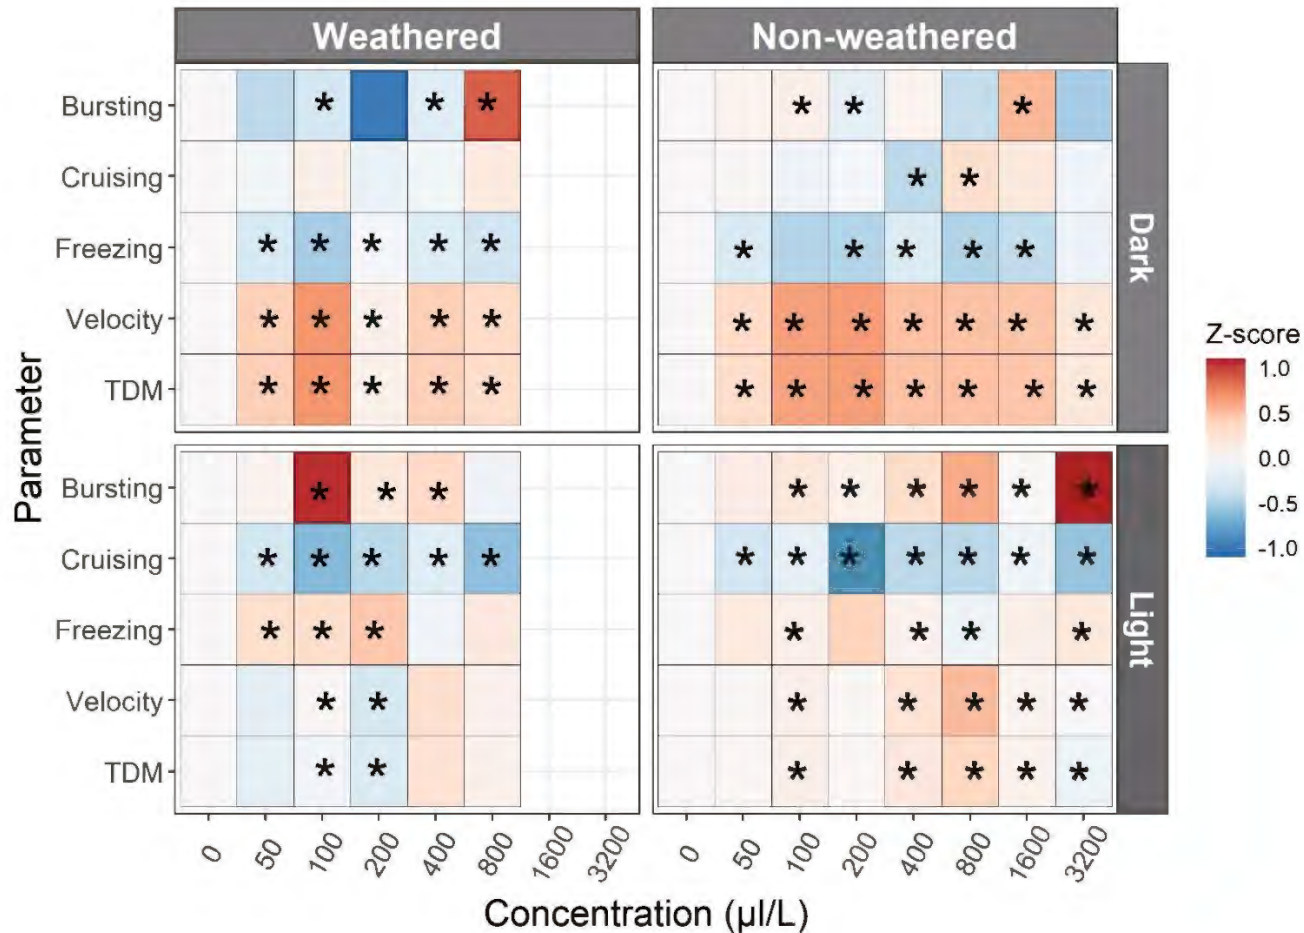 Weathered
Non-weathered
Parameter
Bursting
* * *
Cruising
* *
Freezing
* * * * *
* * * * *
Velocity
* * * * *
* * * * * * *
TDM
* * * * *
* * * * * * *
Dark
Bursting
* * *
* * * * * *
Cruising
* * * * *
* * * * * * *
Freezing
* * *
* * * *
Velocity
* *
* * * * *
TDM
* *
* * * * *
Light
0 50 100 200 400 800 1600 3200
0 50 100 200 400 800 1600 3200
Concentration (µl/L)
Z-score
1.0
0.5
0.0
-0.5
-1.0